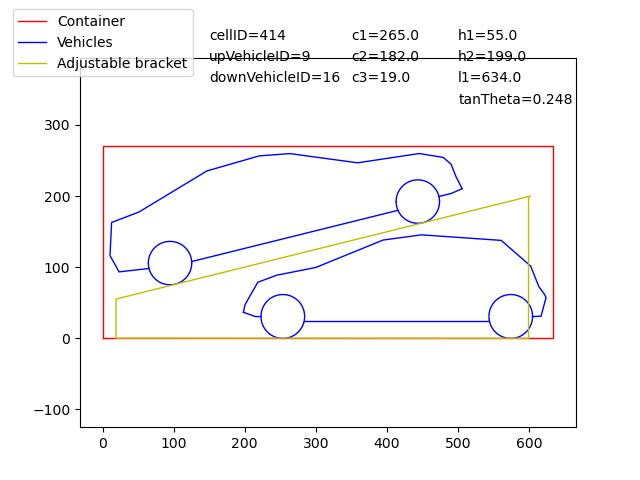 Container
Vehicles
Adjustable bracket
cellID=414 c1=265.0 h1=55.0
upVehicleID=9 c2=182.0 h2=199.0
downVehicleID=16 c3=19.0 l1=634.0
tanTheta=0.248
300
200
100
0
−100
0 100 200 300 400 500 600